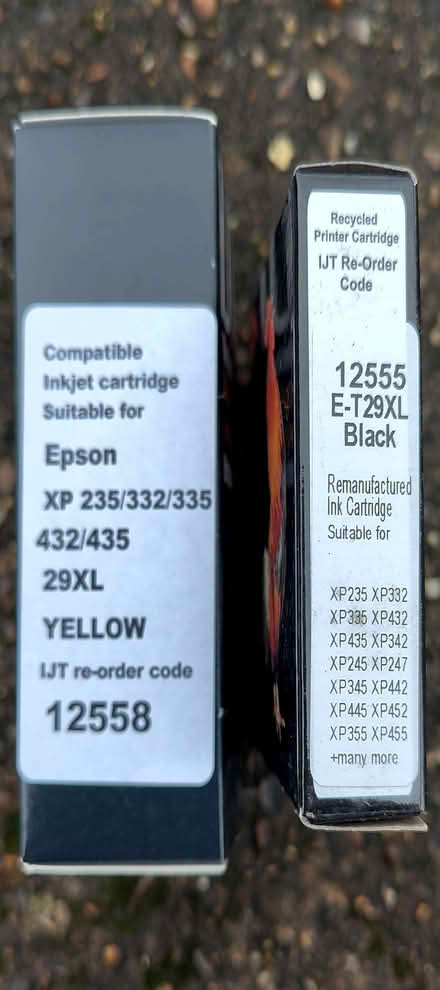 Compatible
Inkjet cartridge
Suitable for
Epson
XP 235/332/335
432/435
29XL
YELLOW
IJT re-order code
12558
Recycled
Printer Cartridge
IJT Re-Order
Code
12555
E-T29XL
Black
Remanufactured
Ink Cartridge
Suitable for
XP235 XP332
XP335 XP432
XP435 XP342
XP245 XP247
XP345 XP442
XP445 XP452
XP355 XP455
+many more